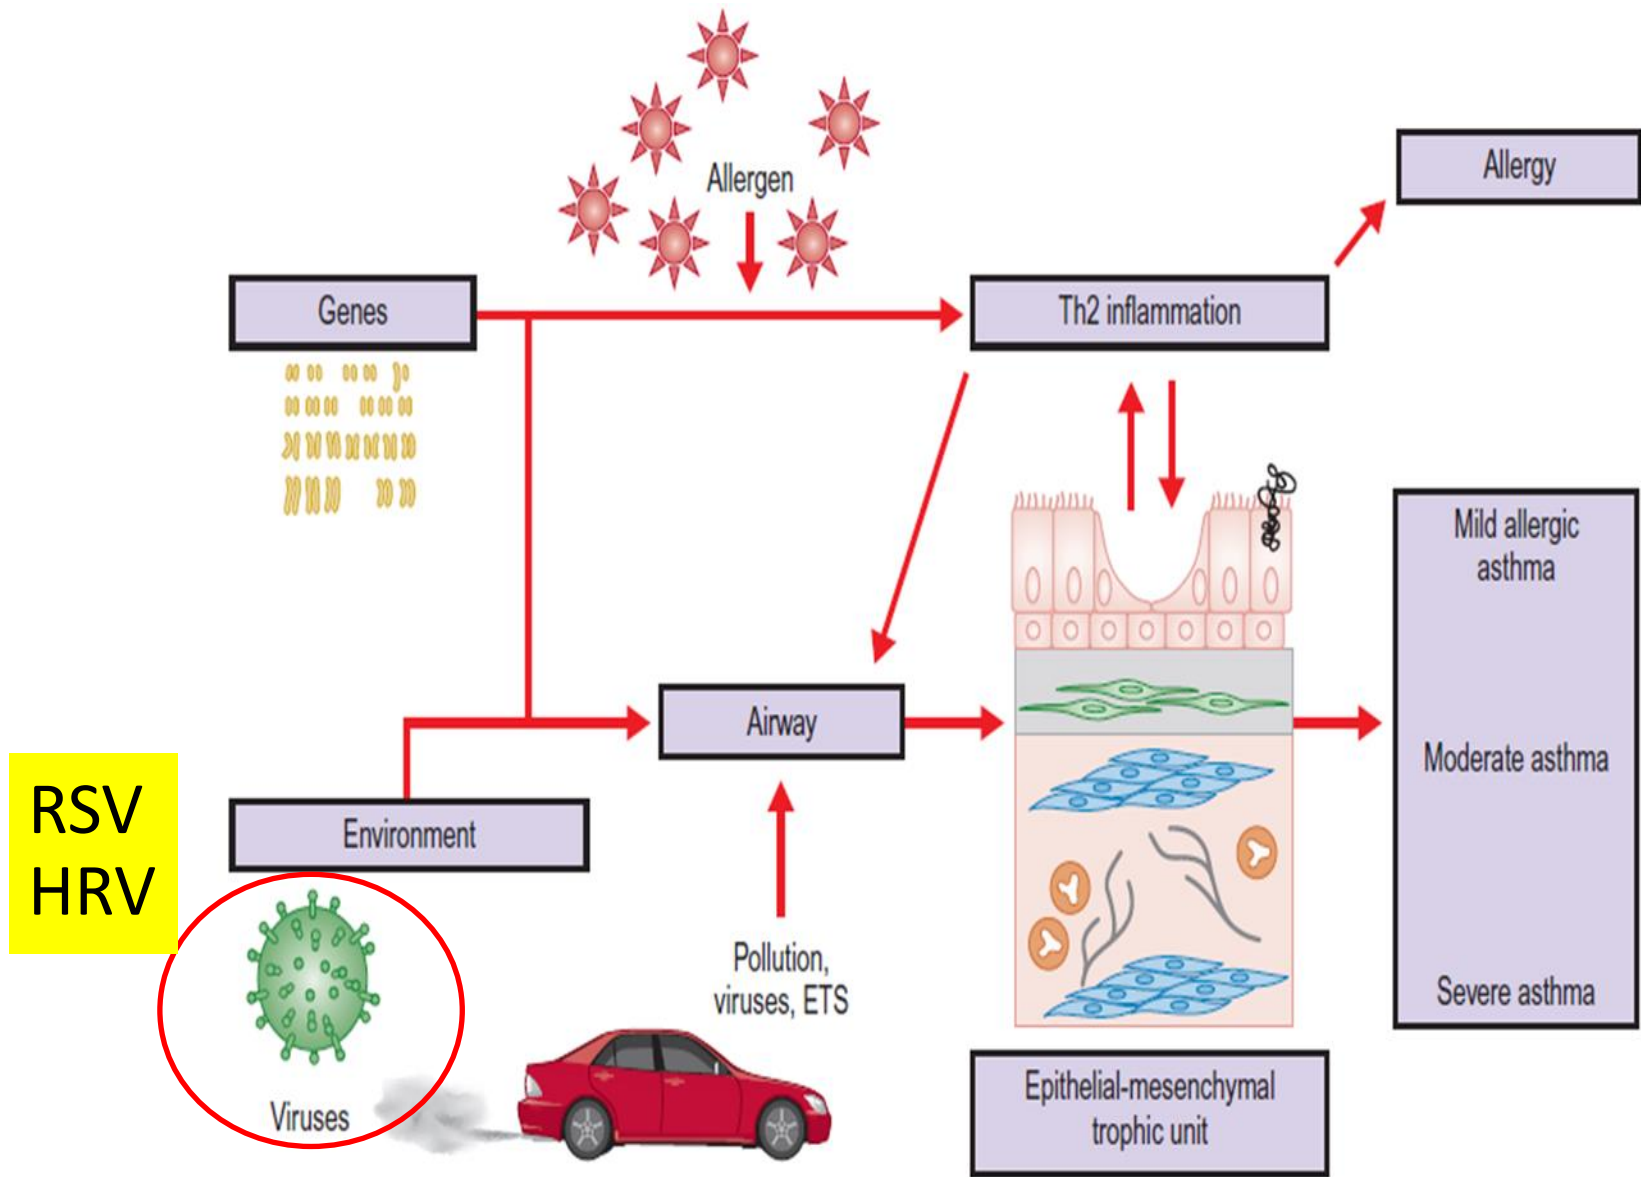 Allergen
Allergy
Genes
Th2 inflammation
Mild allergic
asthma
Moderate asthma
Severe asthma
Airway
RSV
HRV
Environment
Pollution,
viruses, ETS
Viruses
Epithelial-mesenchymal
trophic unit